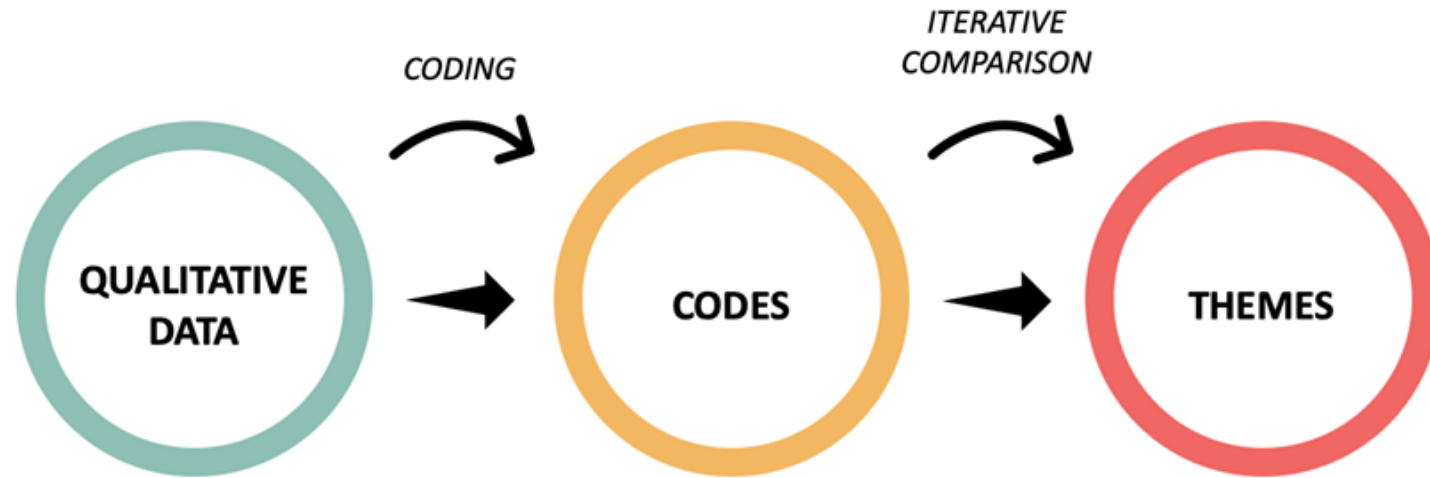 CODING
ITERATIVE
COMPARISON
QUALITATIVE
DATA
CODES
THEMES